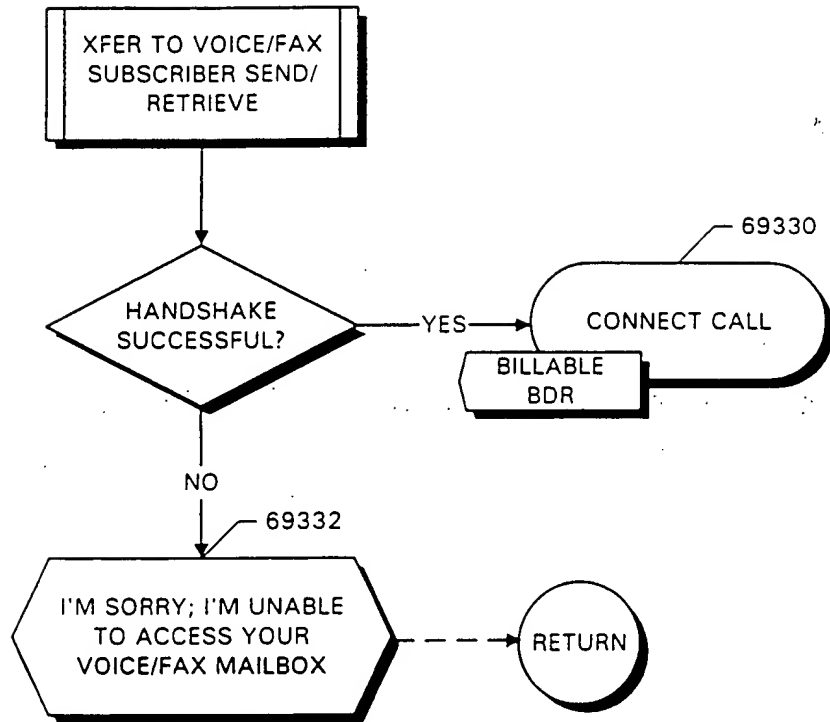 XFER TO VOICE/FAX
SUBSCRIBER SEND/
RETRIEVE
69330
HANDSHAKE
SUCCESSFUL?
YES
CONNECT CALL
BILLABLE
BDR
NO
69332
I'M SORRY; I'M UNABLE
TO ACCESS YOUR
VOICE/FAX MAILBOX
RETURN